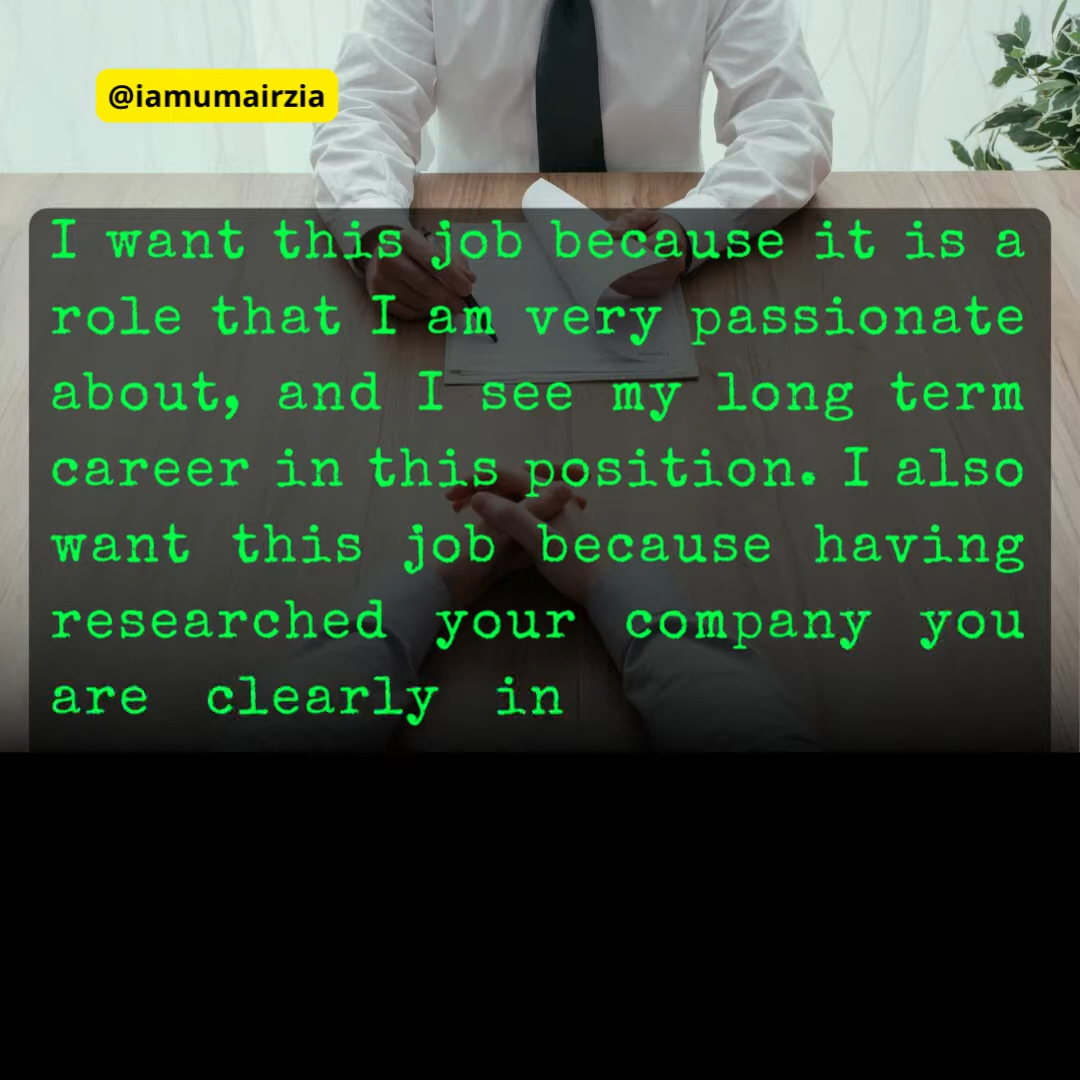 @iamumairzia
I want this job because it is a
role that I am very passionate
about, and I see my long term
career in this position. I also
want this job because having
researched your company you
are clearly in